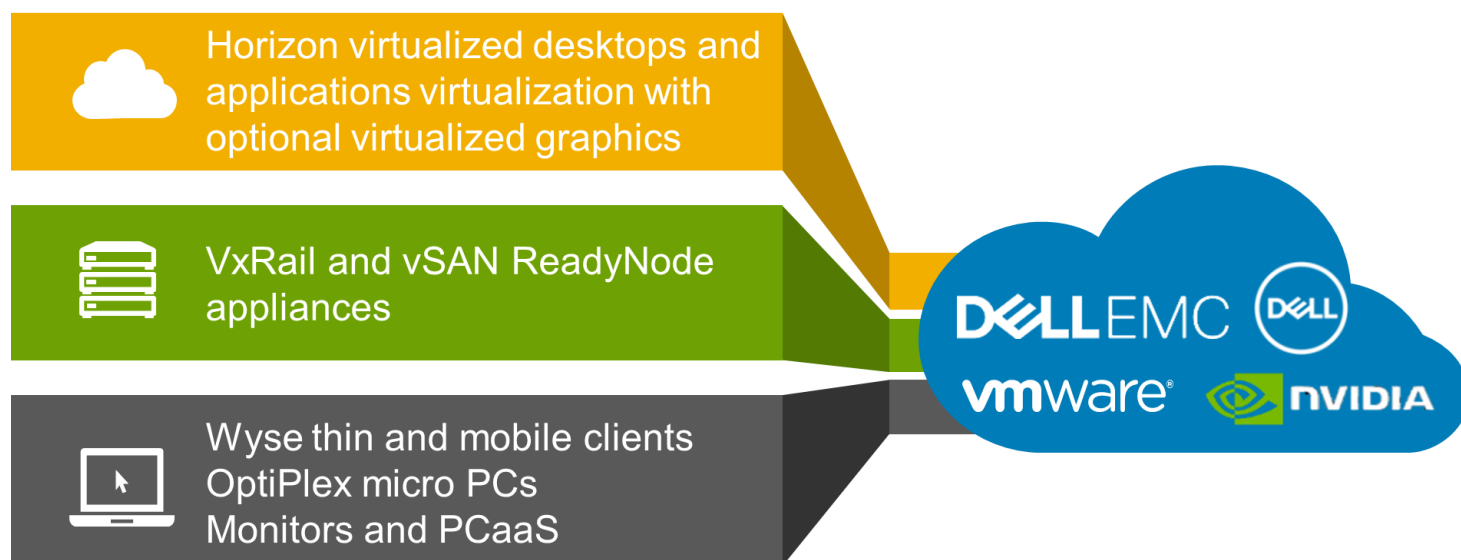 Horizon virtualized desktops and
applications virtualization with
optional virtualized graphics
VxRail and vSAN ReadyNode
appliances
Wyse thin and mobile clients
OptiPlex micro PCs
Monitors and PCaaS
DELLEMC
DELL
vmware®
NVIDIA